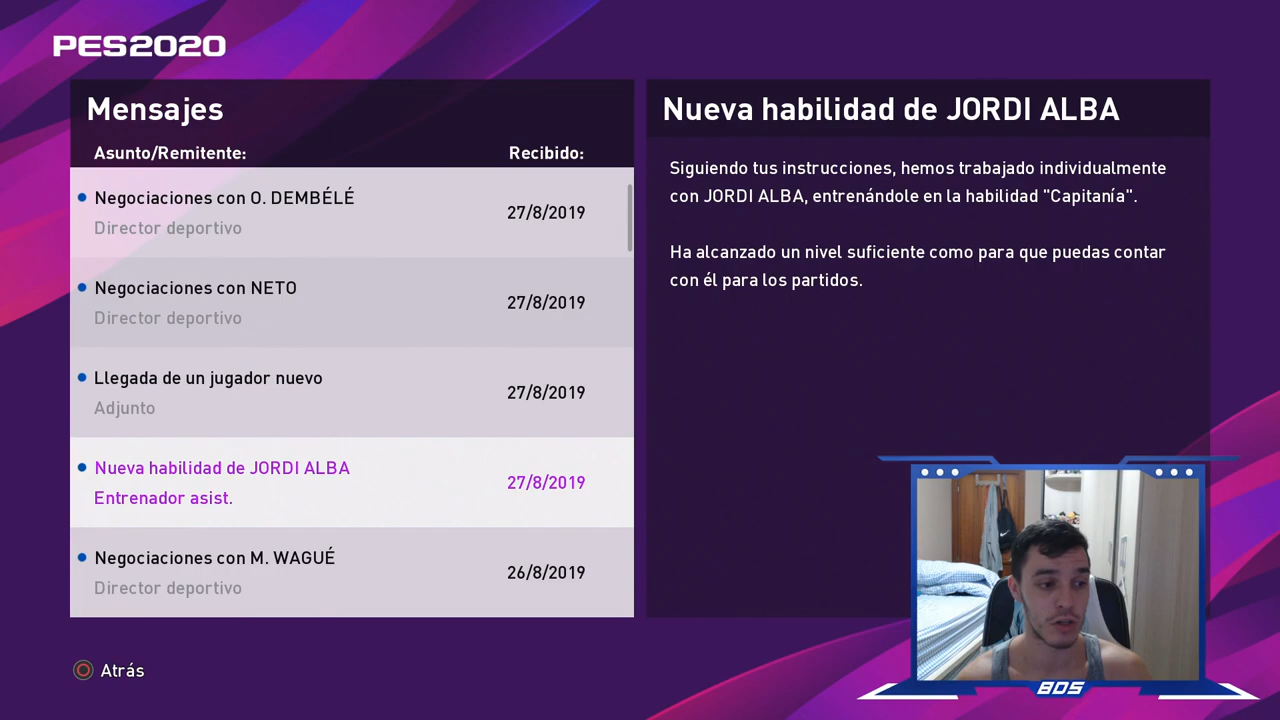 PES2020
Mensajes
Asunto/Remitente:
Recibido:
Negociaciones con O. DEMBÉLÉ
Director deportivo
27/8/2019
Negociaciones con NETO
Director deportivo
27/8/2019
Llegada de un jugador nuevo
Adjunto
27/8/2019
Nueva habilidad de JORDI ALBA
Entrenador asist.
27/8/2019
Negociaciones con M. WAGUÉ
Director deportivo
26/8/2019
Nueva habilidad de JORDI ALBA
Siguiendo tus instrucciones, hemos trabajado individualmente
con JORDI ALBA, entrenándole en la habilidad "Capitanía".
Ha alcanzado un nivel suficiente como para que puedas contar
con él para los partidos.
Atrás
BDS